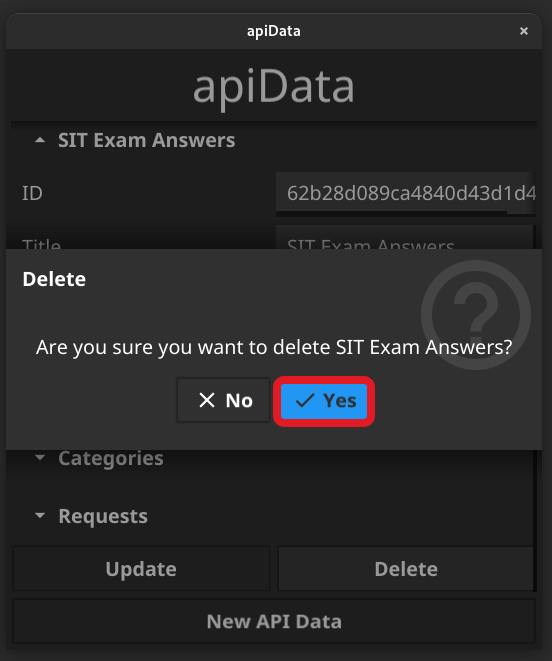 apiData
×
apiData
SIT Exam Answers
ID
62b28d089ca4840d43d1d4
Title
SIT Exam Answers
Delete
?
Are you sure you want to delete SIT Exam Answers?
No
Yes
Categories
Requests
Update
Delete
New API Data